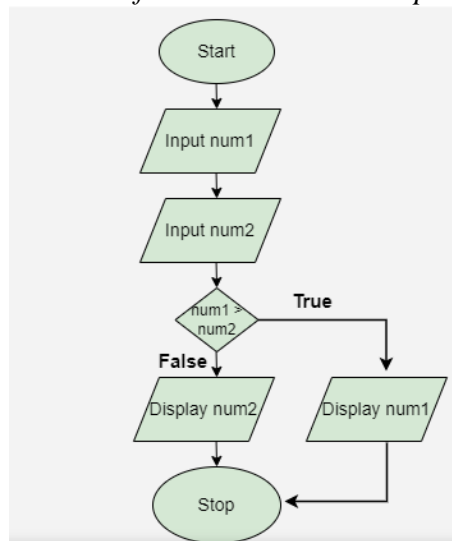 Start
Input num1
Input num2
num1 >
num2
True
False
Display num2
Display num1
Stop